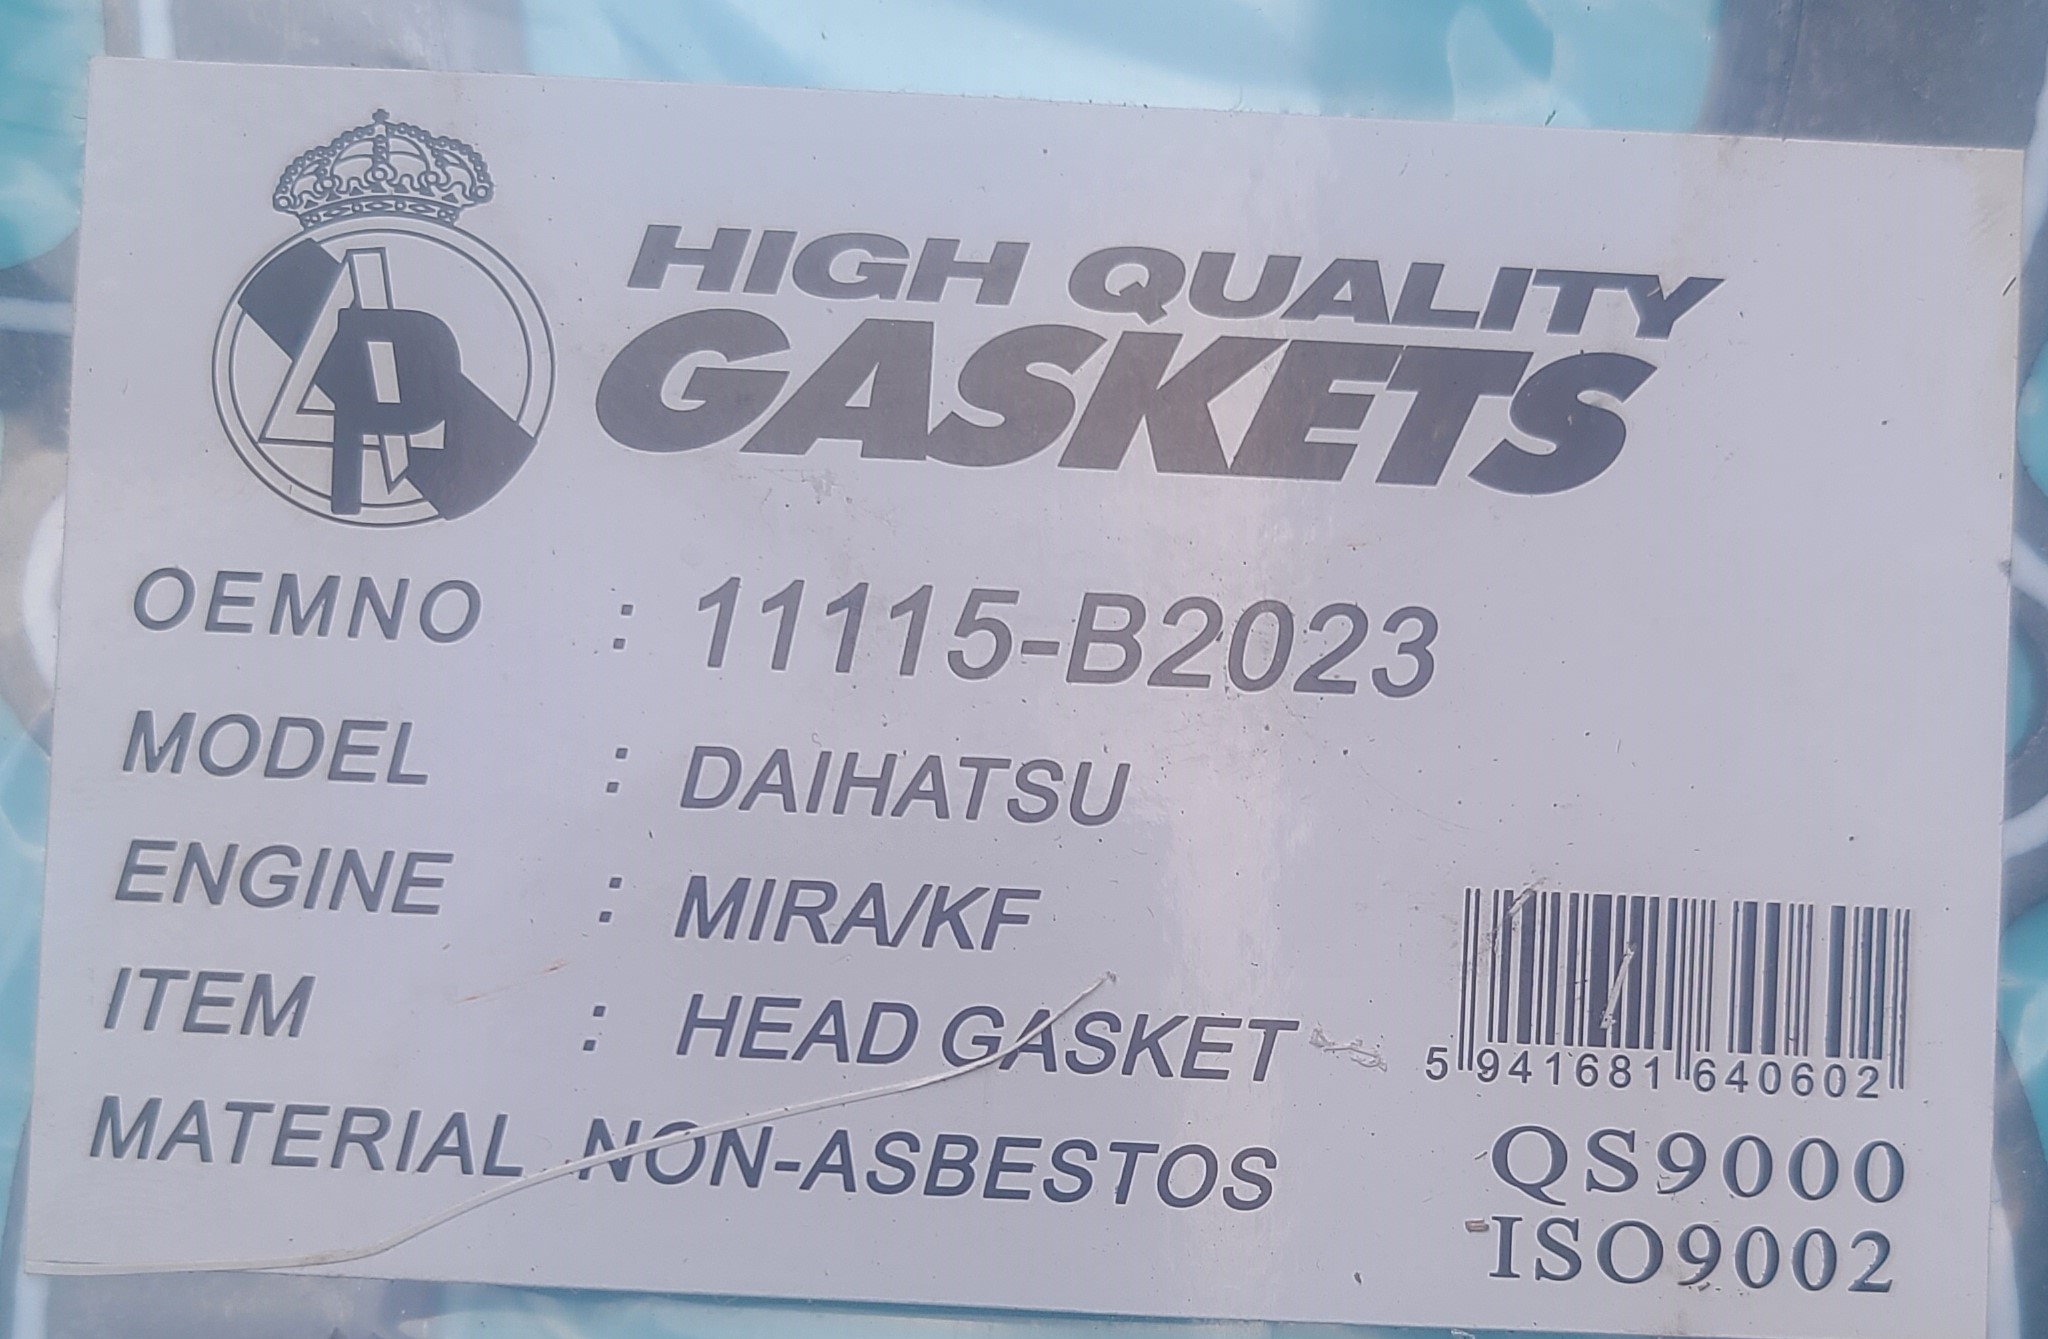 AP
HIGH QUALITY
GASKETS
OEMNO : 11115-B2023
MODEL : DAIHATSU
ENGINE : MIRA/KF
ITEM : HEAD GASKET
MATERIAL : NON-ASBESTOS
5 941681 640602
QS9000
ISO9002